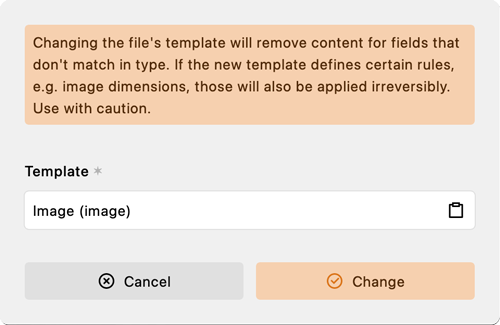 Changing the file's template will remove content for fields that
don't match in type. If the new template defines certain rules,
e.g. image dimensions, those will also be applied irreversibly.
Use with caution.
Template *
Image (image)
Cancel
Change